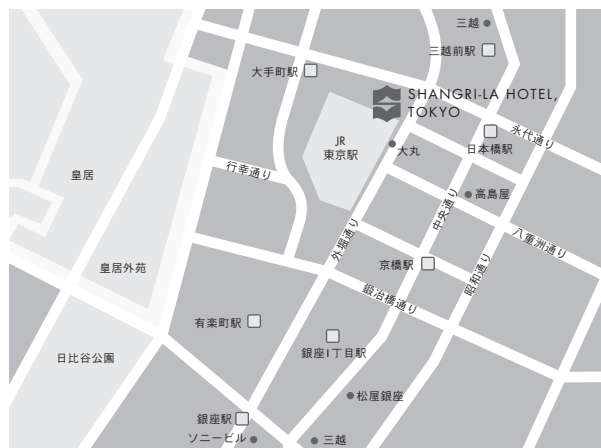 三越
三越前駅
大手町駅
SHANGRI-LA HOTEL,
TOKYO
永代通り
JR
東京駅
大丸
日本橋駅
行幸通り
皇居
高島屋
中央通り
外堀通り
八重洲通り
皇居外苑
京橋駅
昭和通り
鍛冶橋通り
有楽町駅
銀座1丁目駅
日比谷公園
松屋銀座
銀座駅
ソニービル
三越